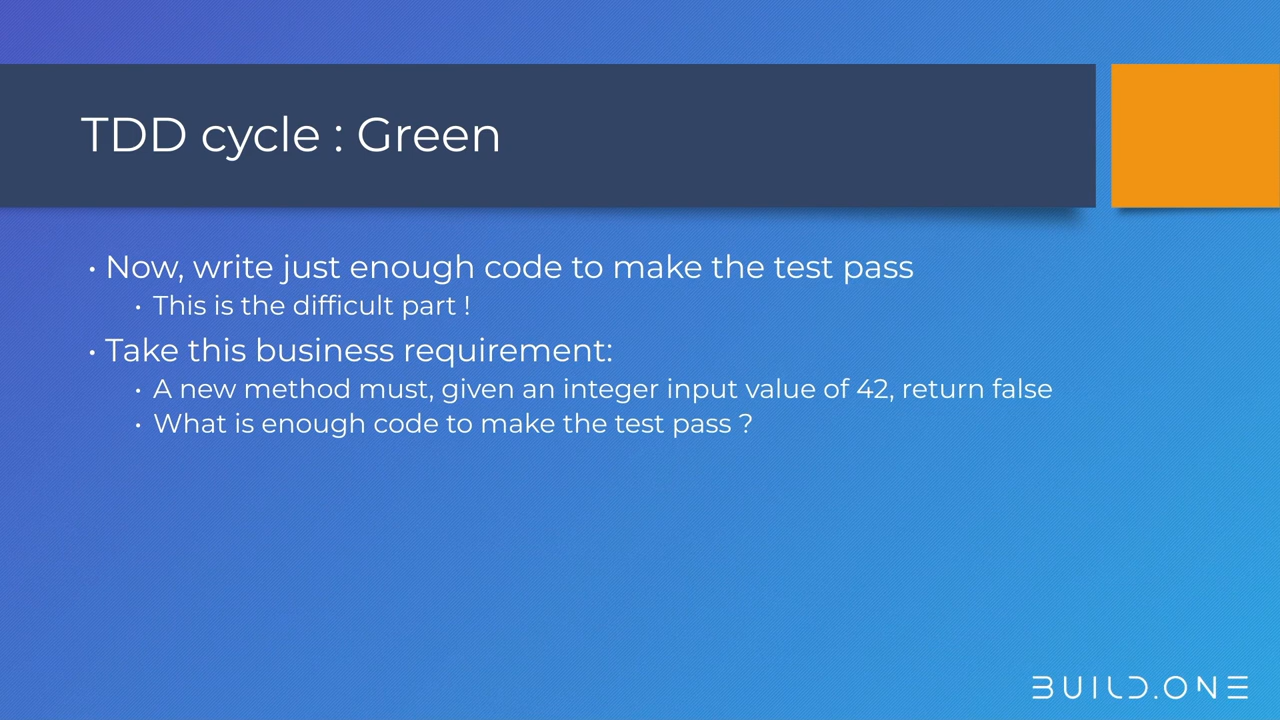 TDD cycle : Green
• Now, write just enough code to make the test pass
• This is the difficult part !
• Take this business requirement:
• A new method must, given an integer input value of 42, return false
• What is enough code to make the test pass ?
BUILD.ONE